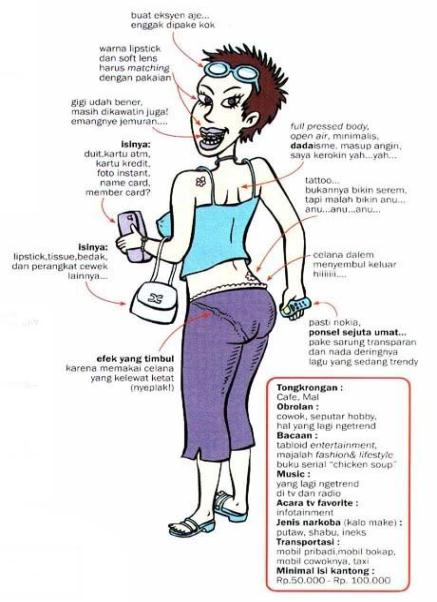 buat eksyen aje...
enggak dipake kok
warna lipstick
dan soft lens
harus matching
dengan pakaian
gigi udah bener,
masih dikawatin juga!
emangnye jemuran....
isinya:
duit,kartu atm,
kartu kredit,
foto instant,
name card,
member card?
isinya:
lipstick,tissue,bedak,
dan perangkat cewek
lainnya...
efek yang timbul
karena memakai celana
yang kelewat ketat
(nyeplak!)
full pressed body,
open air, minimalis,
dadaisme. masup angin,
saya kerokin yah...yah...
tattoo...
bukannya bikin serem,
tapi malah bikin anu...
anu...anu...anu...
celana dalem
menyembul keluar
hiiiiii....
pasti nokia,
ponsel sejuta umat...
pake sarung transparan
dan nada deringnya
lagu yang sedang trendy
Tongkrongan :
Cafe, Mal
Obrolan :
cowok, seputar hobby,
hal yang lagi ngetrend
Bacaan :
tabloid entertainment,
majalah fashion& lifestyle
buku serial "chicken soup"
Music :
yang lagi ngetrend
di tv dan radio
Acara tv favorite :
infotainment
Jenis narkoba (kalo make) :
putaw, shabu, ineks
Transportasi :
mobil pribadi,mobil bokap,
mobil cowoknya, taxi
Minimal isi kantong :
Rp.50.000 - Rp. 100.000